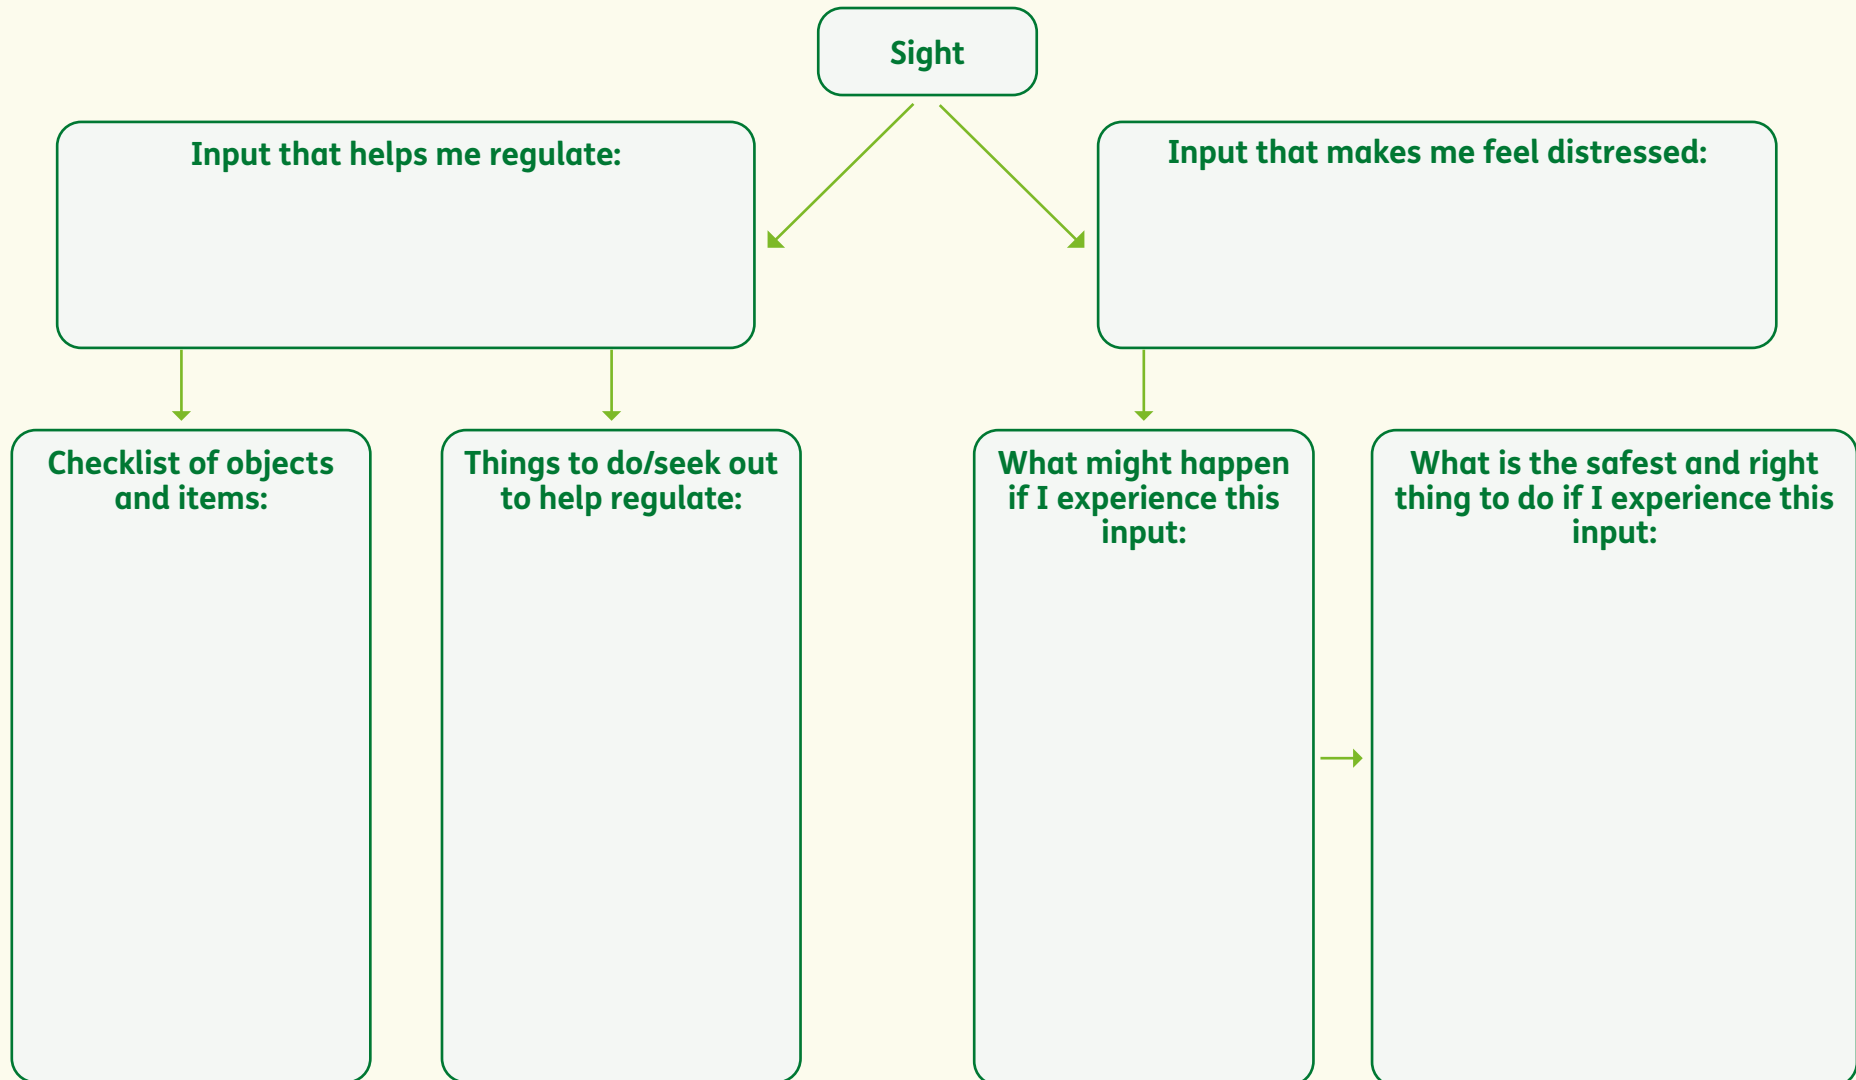 Sight
Input that helps me regulate:
Input that makes me feel distressed:
Checklist of objects
and items:
Things to do/seek out
to help regulate:
What might happen
if I experience this
input:
What is the safest and right
thing to do if I experience this
input: